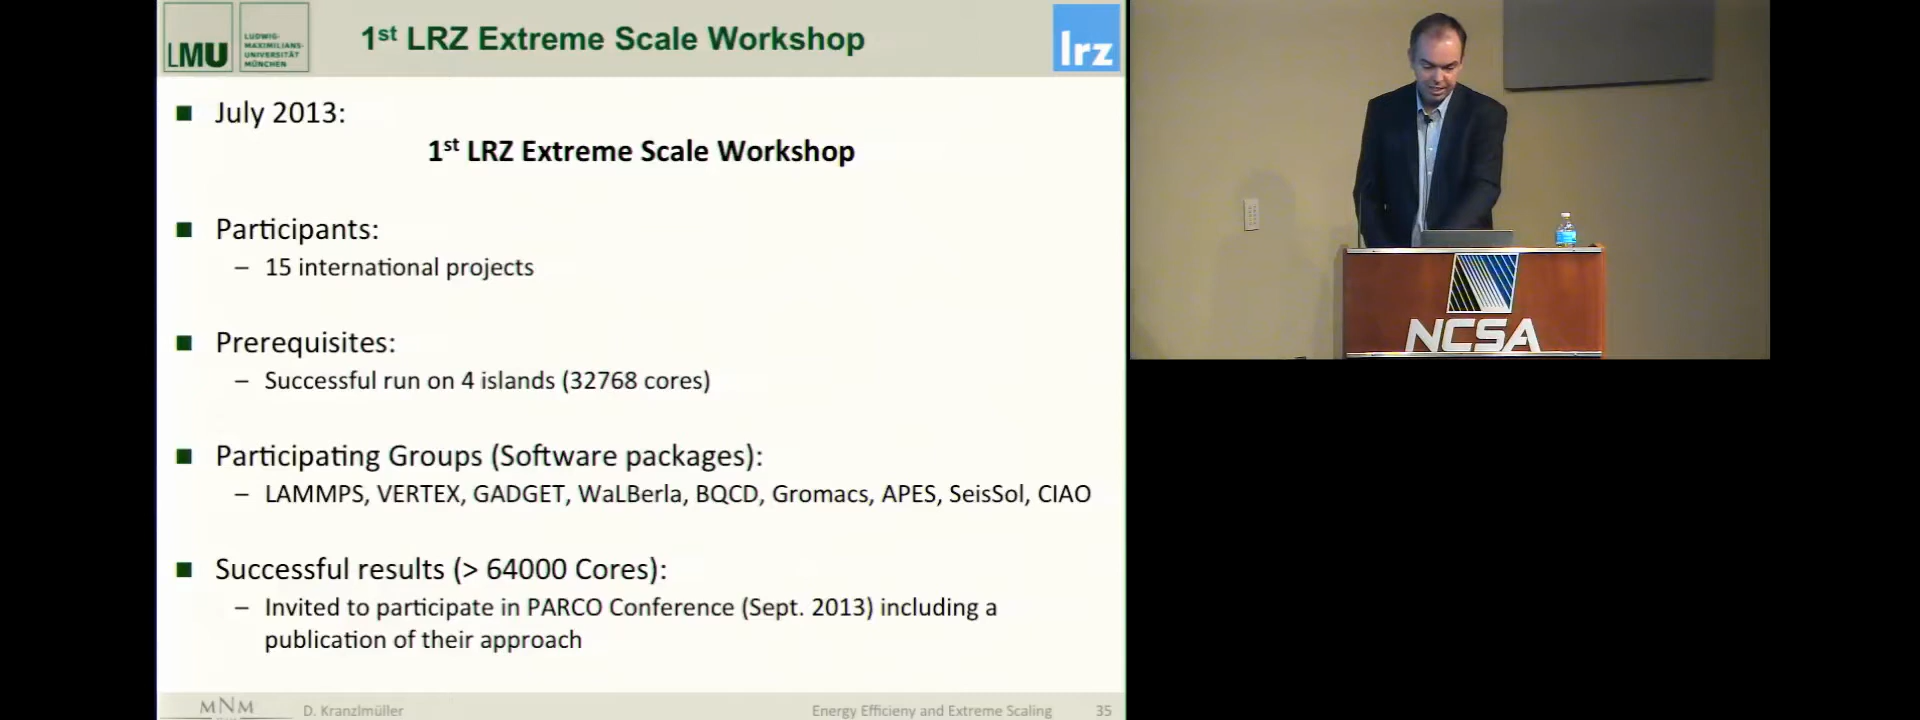 LMU
LUDWIG-
MAXIMILIANS-
UNIVERSITÄT
MÜNCHEN
1st LRZ Extreme Scale Workshop
lrz
July 2013:
1st LRZ Extreme Scale Workshop
Participants:
– 15 international projects
Prerequisites:
– Successful run on 4 islands (32768 cores)
Participating Groups (Software packages):
– LAMMPS, VERTEX, GADGET, WaLBerla, BQCD, Gromacs, APES, SeisSol, CIAO
Successful results (> 64000 Cores):
– Invited to participate in PARCO Conference (Sept. 2013) including a
publication of their approach
MNM
D. Kranzlmüller
Energy Efficieny and Extreme Scaling
35
NCSA